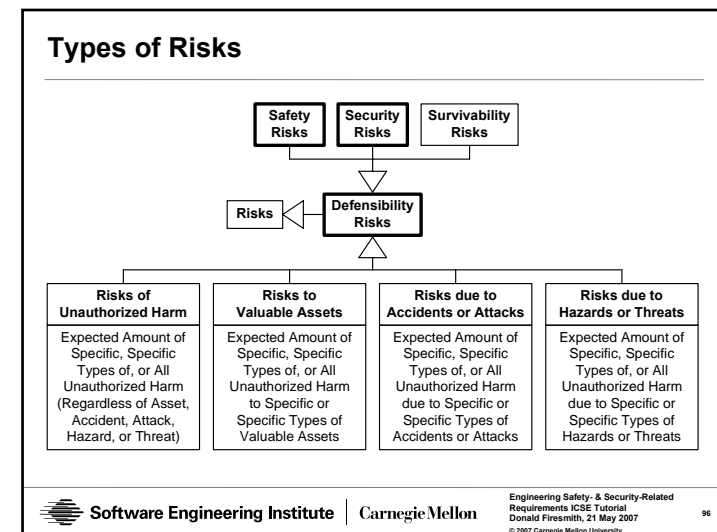 Types of Risks
Safety
Risks
Security
Risks
Survivability
Risks
Risks
Defensibility
Risks
Risks of
Unauthorized Harm
Expected Amount of
Specific, Specific
Types of, or All
Unauthorized Harm
(Regardless of Asset,
Accident, Attack,
Hazard, or Threat)
Risks to
Valuable Assets
Expected Amount of
Specific, Specific
Types of, or All
Unauthorized Harm
to Specific or
Specific Types of
Valuable Assets
Risks due to
Accidents or Attacks
Expected Amount of
Specific, Specific
Types of, or All
Unauthorized Harm
due to Specific or
Specific Types of
Accidents or Attacks
Risks due to
Hazards or Threats
Expected Amount of
Specific, Specific
Types of, or All
Unauthorized Harm
due to Specific or
Specific Types of
Hazards or Threats
Software Engineering Institute
Carnegie Mellon
Engineering Safety- & Security-Related
Requirements ICSE Tutorial
Donald Firesmith, 21 May 2007
© 2007 Carnegie Mellon University
96